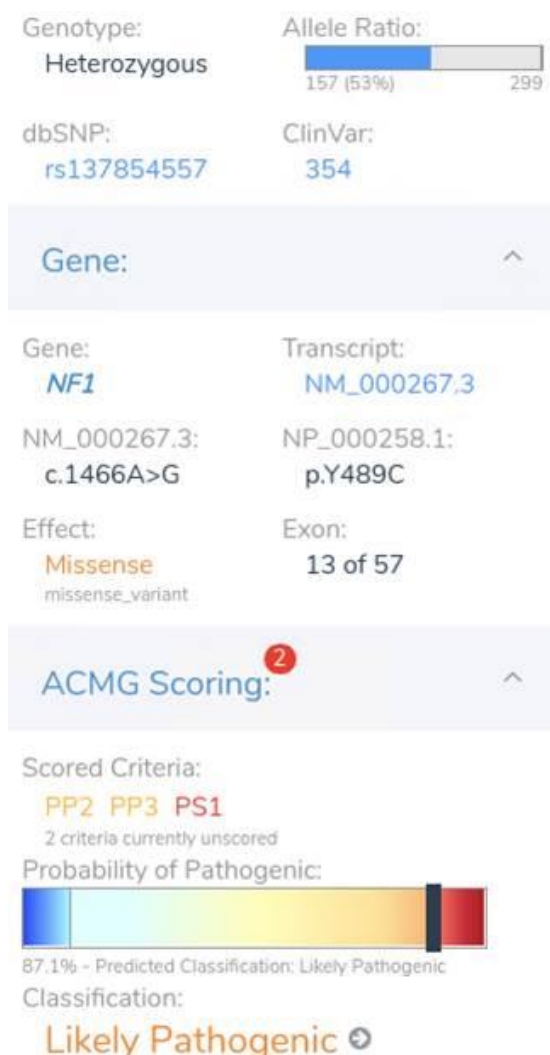 Genotype: Allele Ratio:
Heterozygous
157 (53%) 299
dbSNP: ClinVar:
rs137854557 354
Gene:
Gene: Transcript:
NF1 NM_000267.3
NM_000267.3: NP_000258.1:
c.1466A>G p.Y489C
Effect: Exon:
Missense 13 of 57
missense_variant
ACMG Scoring: 2
Scored Criteria:
PP2 PP3 PS1
2 criteria currently unscored
Probability of Pathogenic:
87.1% - Predicted Classification: Likely Pathogenic
Classification:
Likely Pathogenic